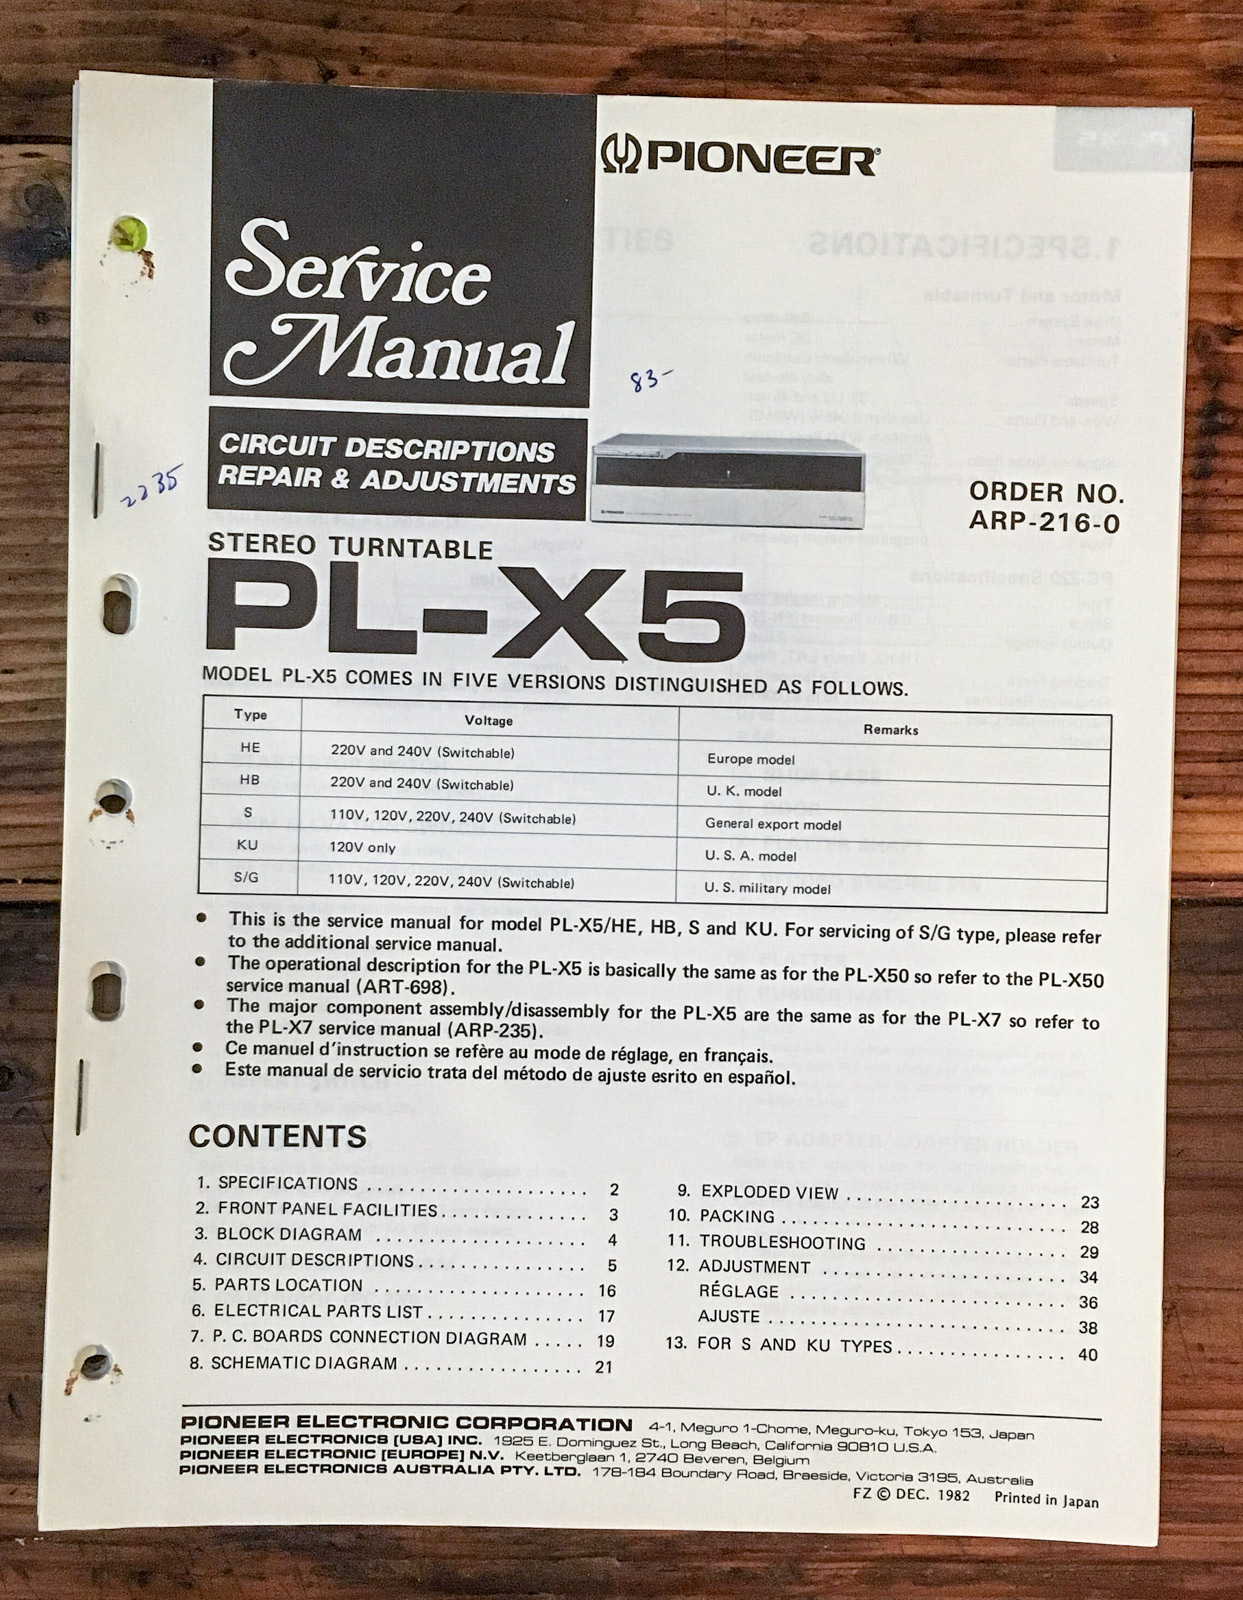 PIONEER®
Service
Manual
83-
CIRCUIT DESCRIPTIONS
REPAIR & ADJUSTMENTS
2235
ORDER NO.
ARP-216-0
STEREO TURNTABLE
PL-X5
MODEL PL-X5 COMES IN FIVE VERSIONS DISTINGUISHED AS FOLLOWS.
Type Voltage Remarks
HE 220V and 240V (Switchable) Europe model
HB 220V and 240V (Switchable) U. K. model
S 110V, 120V, 220V, 240V (Switchable) General export model
KU 120V only U. S. A. model
S/G 110V, 120V, 220V, 240V (Switchable) U. S. military model
● This is the service manual for model PL-X5/HE, HB, S and KU. For servicing of S/G type, please refer
to the additional service manual.
● The operational description for the PL-X5 is basically the same as for the PL-X50 so refer to the PL-X50
service manual (ART-698).
● The major component assembly/disassembly for the PL-X5 are the same as for the PL-X7 so refer to
the PL-X7 service manual (ARP-235).
● Ce manuel d'instruction se refère au mode de réglage, en français.
● Este manual de servicio trata del método de ajuste esrito en español.
CONTENTS
1. SPECIFICATIONS ...................... 2
2. FRONT PANEL FACILITIES.............. 3
3. BLOCK DIAGRAM .................... 4
4. CIRCUIT DESCRIPTIONS................ 5
5. PARTS LOCATION .................... 16
6. ELECTRICAL PARTS LIST............... 17
7. P. C. BOARDS CONNECTION DIAGRAM ..... 19
8. SCHEMATIC DIAGRAM ................. 21
9. EXPLODED VIEW ..................... 23
10. PACKING ........................... 28
11. TROUBLESHOOTING .................. 29
12. ADJUSTMENT ....................... 34
RÉGLAGE .......................... 36
AJUSTE ............................ 38
13. FOR S AND KU TYPES................ 40
PIONEER ELECTRONIC CORPORATION 4-1, Meguro 1-Chome, Meguro-ku, Tokyo 153, Japan
PIONEER ELECTRONICS [USA] INC. 1925 E. Dominguez St., Long Beach, California 90810 U.S.A.
PIONEER ELECTRONIC [EUROPE] N.V. Keetberglaan 1, 2740 Beveren, Belgium
PIONEER ELECTRONICS AUSTRALIA PTY. LTD. 178-184 Boundary Road, Braeside, Victoria 3195, Australia
FZ © DEC. 1982 Printed in Japan